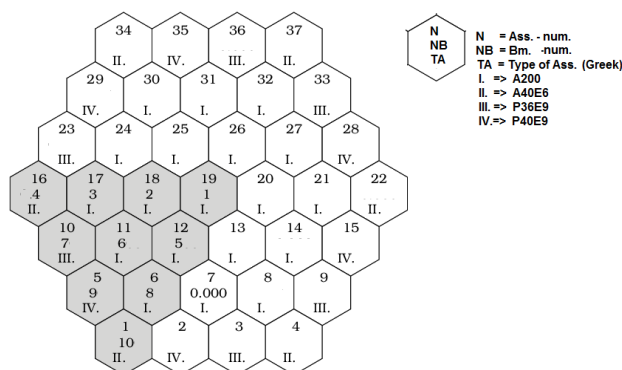 34 35 36 37
II. IV. III. II.
29 30 31 32 33
IV. I. I. I. III.
23 24 25 26 27 28
III. I. I. I. I. IV.
16 17 18 19 20 21 22
4 3 2 1
II. I. I. I. I. I. II.
10 11 12 13 14 15
7 6 5
III. I. I. I. I. IV.
5 6 7 8 9
9 8 0.000
IV. I. I. I. III.
1 2 3 4
10
II. IV. III. II.
N
NB
TA
N = Ass. - num.
NB = Bm. -num.
TA = Type of Ass. (Greek)
I. => A200
II. => A40E6
III. => P36E9
IV.=> P40E9